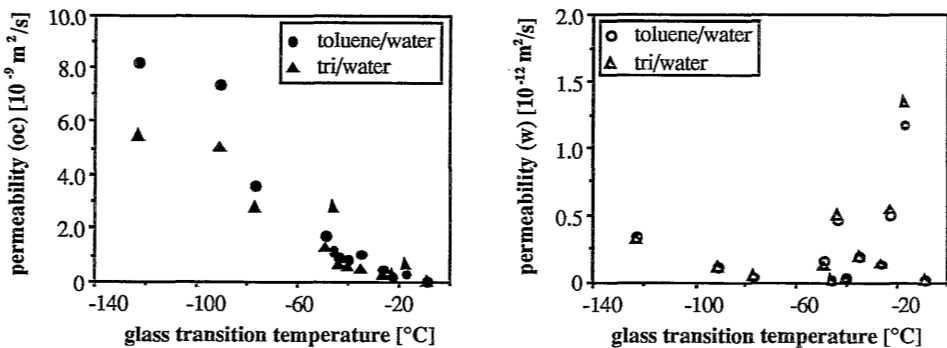 permeability (oc) [10⁻⁹ m²/s]
10.0
8.0
6.0
4.0
2.0
0
-140
-100
-60
-20
glass transition temperature [°C]
toluene/water
tri/water
permeability (w) [10⁻¹² m²/s]
2.0
1.5
1.0
0.5
0
-140
-100
-60
-20
glass transition temperature [°C]
toluene/water
tri/water